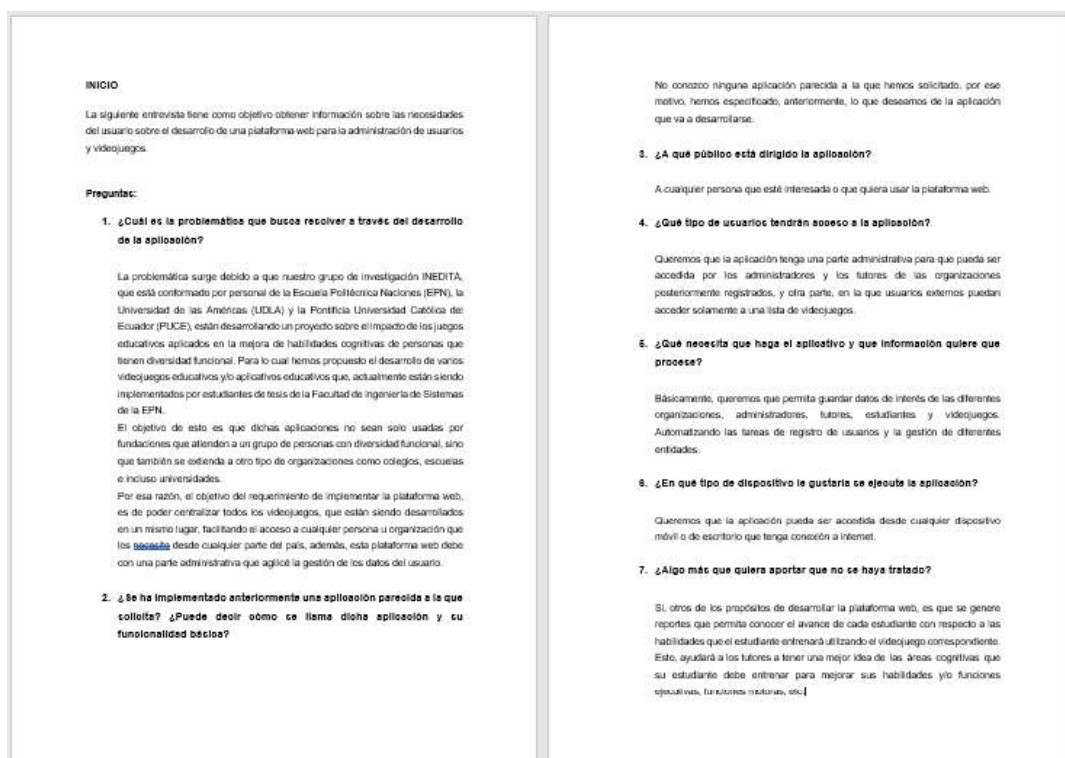 INICIO
La siguiente entrevista tiene como objetivo obtener información sobre las necesidades
del usuario sobre el desarrollo de una plataforma web para la administración de usuarios
y videojuegos.
Preguntas:
1. ¿Cuál es la problemática que busca resolver a través del desarrollo
de la aplicación?
La problemática surge debido a que nuestro grupo de investigación INEDITA,
que está conformado por personal de la Escuela Politécnica Naciones (EPN), la
Universidad de las Américas (UDLA) y la Pontificia Universidad Católica del
Ecuador (PUCE), están desarrollando un proyecto sobre el impacto de los juegos
educativos aplicados en la mejora de habilidades cognitivas de personas que
tienen diversidad funcional. Para lo cual hemos propuesto el desarrollo de varios
videojuegos educativos y/o aplicativos educativos que, actualmente están siendo
implementados por estudiantes de tesis de la Facultad de Ingeniería de Sistemas
de la EPN.
El objetivo de esto es que dichas aplicaciones no sean solo usadas por
fundaciones que atienden a un grupo de personas con diversidad funcional, sino
que también se extienda a otro tipo de organizaciones como colegios, escuelas
e incluso universidades.
Por esa razón, el objetivo del requerimiento de implementar la plataforma web,
es de poder centralizar todos los videojuegos, que están siendo desarrollados
en un mismo lugar, facilitando el acceso a cualquier persona u organización que
los necesite desde cualquier parte del país, además, esta plataforma web debe
con una parte administrativa que agilicé la gestión de los datos del usuario.
2. ¿Se ha implementado anteriormente una aplicación parecida a la que
solicita? ¿Puede decir cómo se llama dicha aplicación y su
funcionalidad básica?
No conozco ninguna aplicación parecida a la que hemos solicitado, por ese
motivo, hemos especificado, anteriormente, lo que deseamos de la aplicación
que va a desarrollarse.
3. ¿A qué público está dirigido la aplicación?
A cualquier persona que esté interesada o que quiera usar la plataforma web.
4. ¿Qué tipo de usuarios tendrán acceso a la aplicación?
Queremos que la aplicación tenga una parte administrativa para que pueda ser
accedida por los administradores y los tutores de las organizaciones
posteriormente registrados, y otra parte, en la que usuarios externos puedan
acceder solamente a una lista de videojuegos.
5. ¿Qué necesita que haga el aplicativo y que información quiere que
procese?
Básicamente, queremos que permita guardar datos de interés de las diferentes
organizaciones, administradores, tutores, estudiantes y videojuegos.
Automatizando las tareas de registro de usuarios y la gestión de diferentes
entidades.
6. ¿En qué tipo de dispositivo le gustaría se ejecute la aplicación?
Queremos que la aplicación pueda ser accedida desde cualquier dispositivo
móvil o de escritorio que tenga conexión a internet.
7. ¿Algo más que quiera aportar que no se haya tratado?
Sí, otros de los propósitos de desarrollar la plataforma web, es que se genere
reportes que permita conocer el avance de cada estudiante con respecto a las
habilidades que el estudiante entrenará utilizando el videojuego correspondiente.
Esto, ayudará a los tutores a tener una mejor idea de las áreas cognitivas que
su estudiante debe entrenar para mejorar sus habilidades y/o funciones
ejecutivas, funciones motoras, etc.